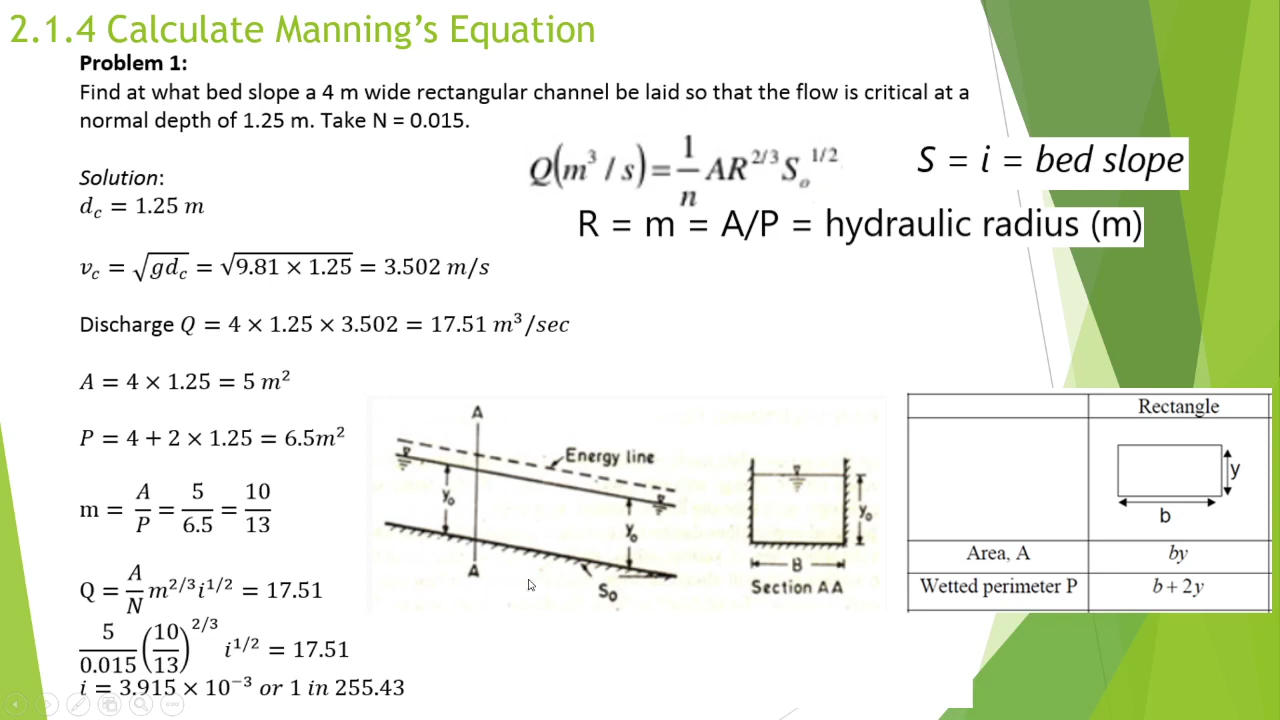 2.1.4 Calculate Manning’s Equation
Problem 1:
Find at what bed slope a 4 m wide rectangular channel be laid so that the flow is critical at a
normal depth of 1.25 m. Take N = 0.015.
Q(m³ / s) = 1/n AR^2/3 S_o^1/2
S = i = bed slope
R = m = A/P = hydraulic radius (m)
Solution:
d_c = 1.25 m
v_c = √gd_c = √9.81 × 1.25 = 3.502 m/s
Discharge Q = 4 × 1.25 × 3.502 = 17.51 m³/sec
A = 4 × 1.25 = 5 m²
P = 4 + 2 × 1.25 = 6.5m²
m = A/P = 5/6.5 = 10/13
Q = A/N m^2/3 i^1/2 = 17.51
5/0.015 (10/13)^2/3 i^1/2 = 17.51
i = 3.915 × 10⁻³ or 1 in 255.43
A
Energy line
y₀
y₀
A
S₀
y₀
B
Section AA
Rectangle
y
b
Area, A by
Wetted perimeter P b + 2y